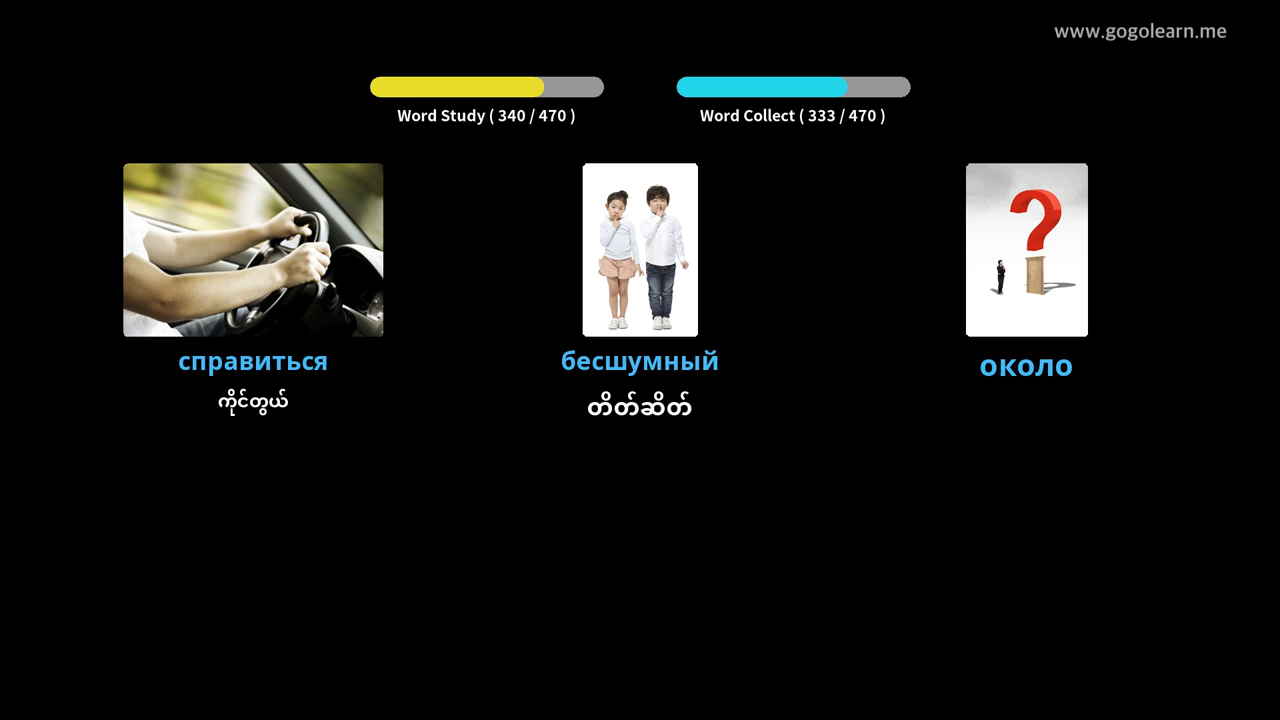 www.gogolearn.me
Word Study ( 340 / 470 )
Word Collect ( 333 / 470 )
справиться
бесшумный
около
ကိုင်တွယ်
တိတ်ဆိတ်